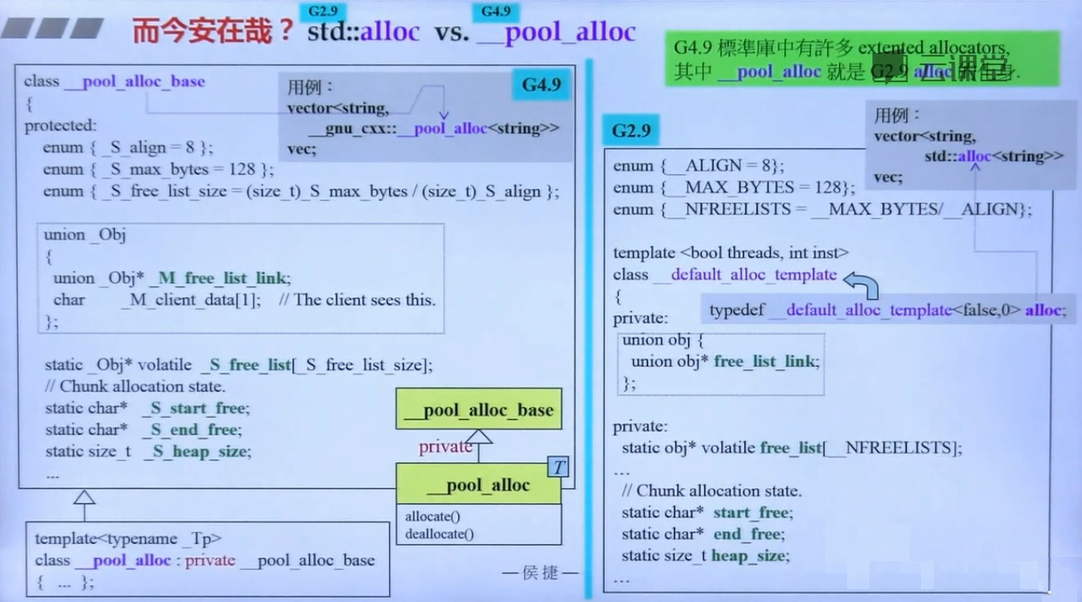 而今安在哉？ std::alloc vs. __pool_alloc
G2.9
G4.9
G4.9 標準庫中有許多 extented allocators,
其中 __pool_alloc 就是 G2.9 alloc 的
身.
云课堂
class __pool_alloc_base
{
protected:
enum { _S_align = 8 };
enum { _S_max_bytes = 128 };
enum { _S_free_list_size = (size_t)_S_max_bytes / (size_t)_S_align };
union _Obj
{
union _Obj* _M_free_list_link;
char _M_client_data[1]; // The client sees this.
};
static _Obj* volatile _S_free_list[_S_free_list_size];
// Chunk allocation state.
static char* _S_start_free;
static char* _S_end_free;
static size_t _S_heap_size;
...
用例：
vector<string,
__gnu_cxx::__pool_alloc<string>>
vec;
G4.9
__pool_alloc_base
private
T
__pool_alloc
allocate()
deallocate()
template<typename _Tp>
class __pool_alloc : private __pool_alloc_base
{ ... };
—侯捷—
G2.9
用例：
vector<string,
std::alloc<string>>
vec;
enum {__ALIGN = 8};
enum {__MAX_BYTES = 128};
enum {__NFREELISTS = __MAX_BYTES/__ALIGN};
template <bool threads, int inst>
class __default_alloc_template
{
typedef __default_alloc_template<false,0> alloc;
private:
union obj {
union obj* free_list_link;
};
private:
static obj* volatile free_list[__NFREELISTS];
...
// Chunk allocation state.
static char* start_free;
static char* end_free;
static size_t heap_size;
...